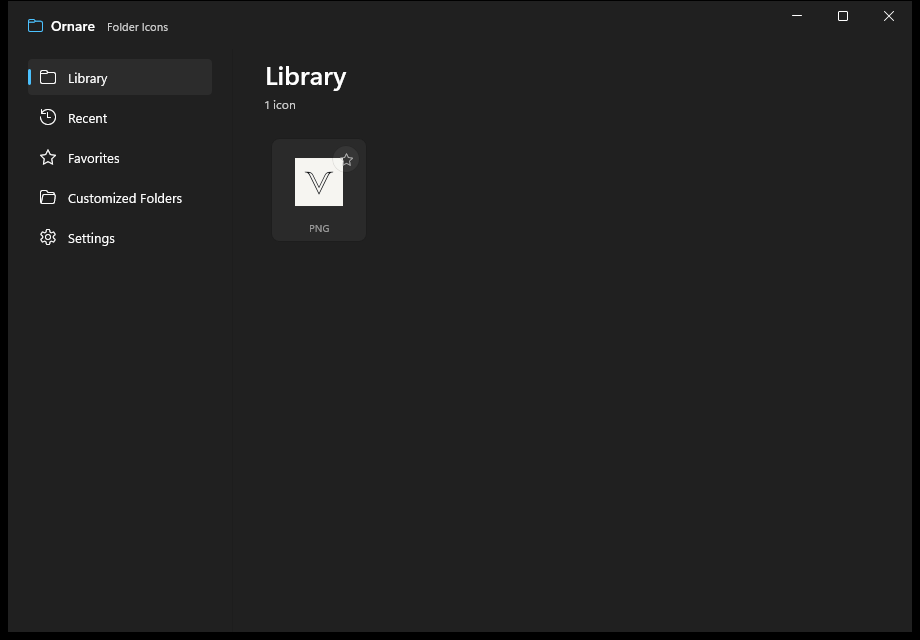 Ornare Folder Icons
Library
Recent
Favorites
Customized Folders
Settings
Library
1 icon
V
PNG